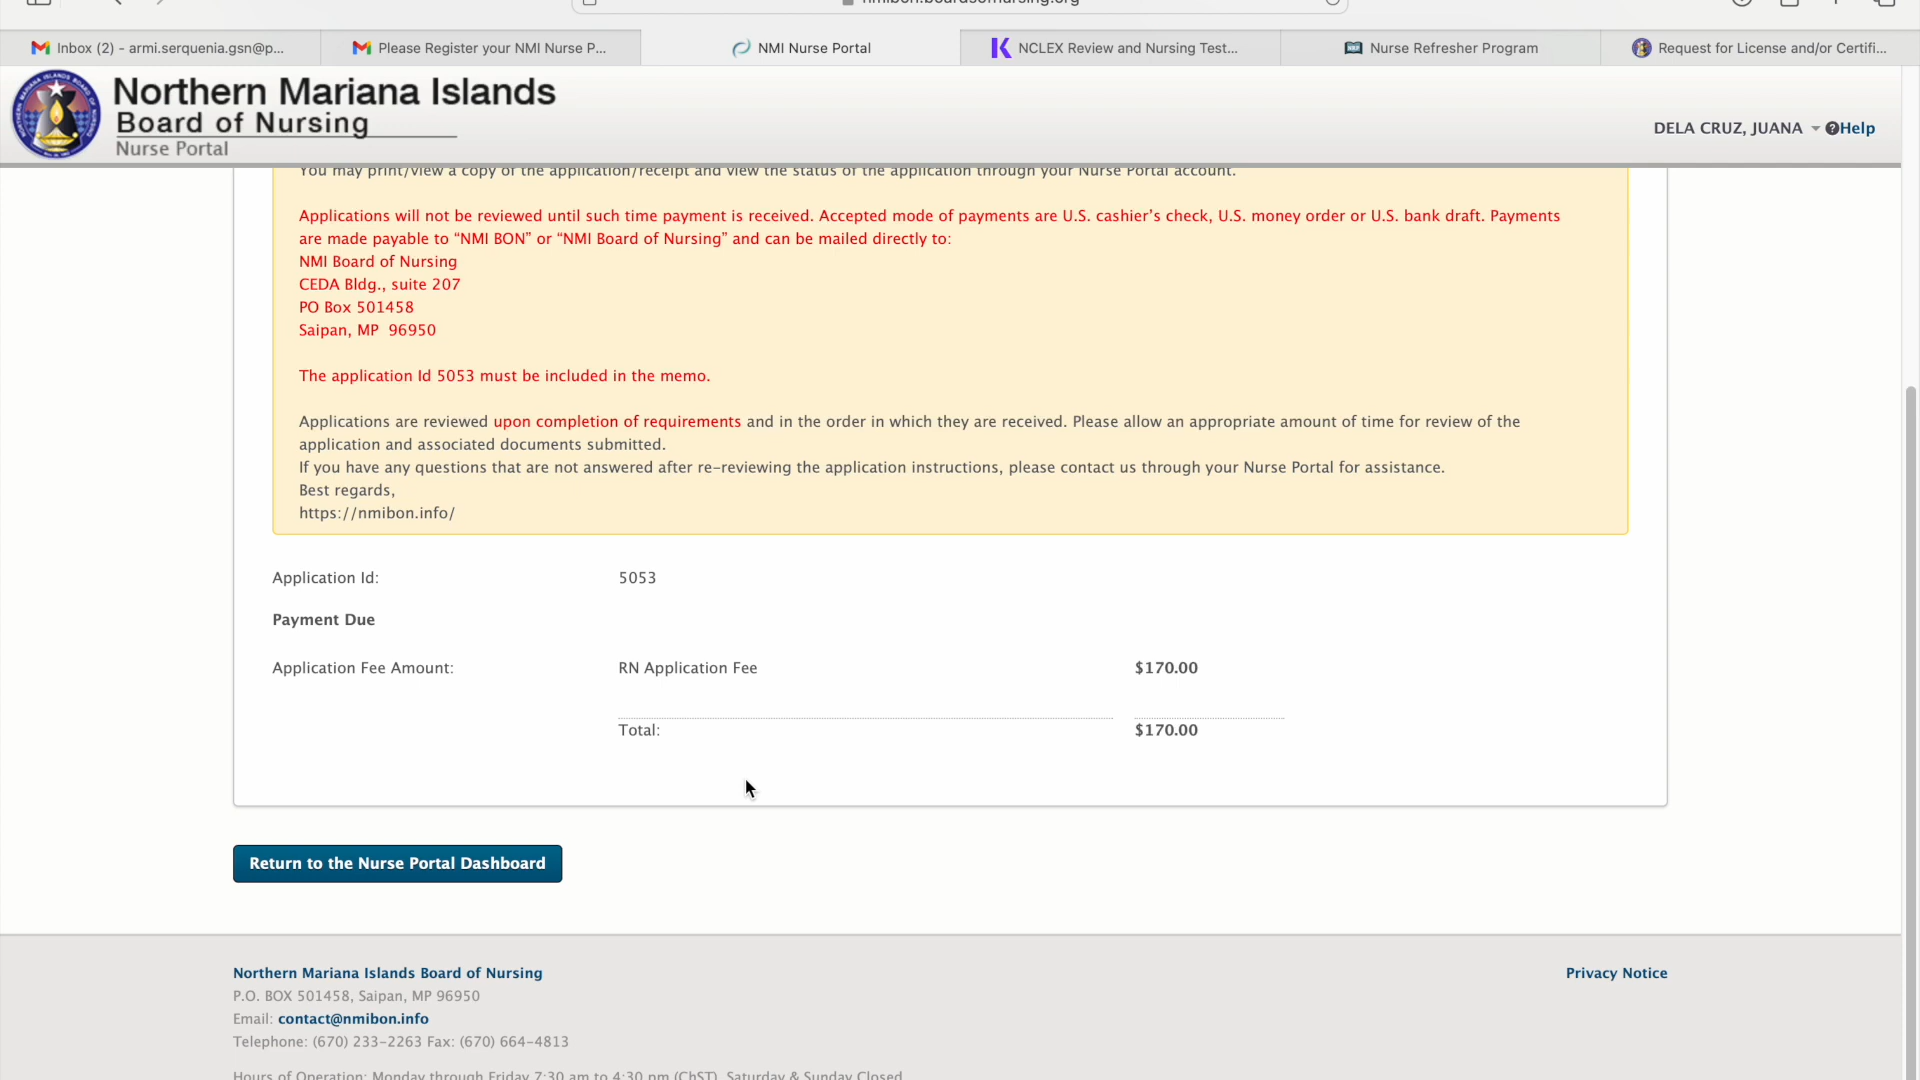 nmibon.boardsofnursing.org
Inbox (2) - armi.serquenia.gsn@p...
Please Register your NMI Nurse P...
NMI Nurse Portal
NCLEX Review and Nursing Test...
Nurse Refresher Program
Request for License and/or Certifi...
Northern Mariana Islands
Board of Nursing
Nurse Portal
DELA CRUZ, JUANA
Help
You may print/view a copy of the application/receipt and view the status of the application through your Nurse Portal account.
Applications will not be reviewed until such time payment is received. Accepted mode of payments are U.S. cashier’s check, U.S. money order or U.S. bank draft. Payments
are made payable to “NMI BON” or “NMI Board of Nursing” and can be mailed directly to:
NMI Board of Nursing
CEDA Bldg., suite 207
PO Box 501458
Saipan, MP  96950
The application Id 5053 must be included in the memo.
Applications are reviewed upon completion of requirements and in the order in which they are received. Please allow an appropriate amount of time for review of the
application and associated documents submitted.
If you have any questions that are not answered after re-reviewing the application instructions, please contact us through your Nurse Portal for assistance.
Best regards,
https://nmibon.info/
Application Id: 5053
Payment Due
Application Fee Amount: RN Application Fee $170.00
Total: $170.00
Return to the Nurse Portal Dashboard
Northern Mariana Islands Board of Nursing
Privacy Notice
P.O. BOX 501458, Saipan, MP 96950
Email: contact@nmibon.info
Telephone: (670) 233-2263 Fax: (670) 664-4813
Hours of Operation: Monday through Friday 7:30 am to 4:30 pm (ChST), Saturday & Sunday Closed